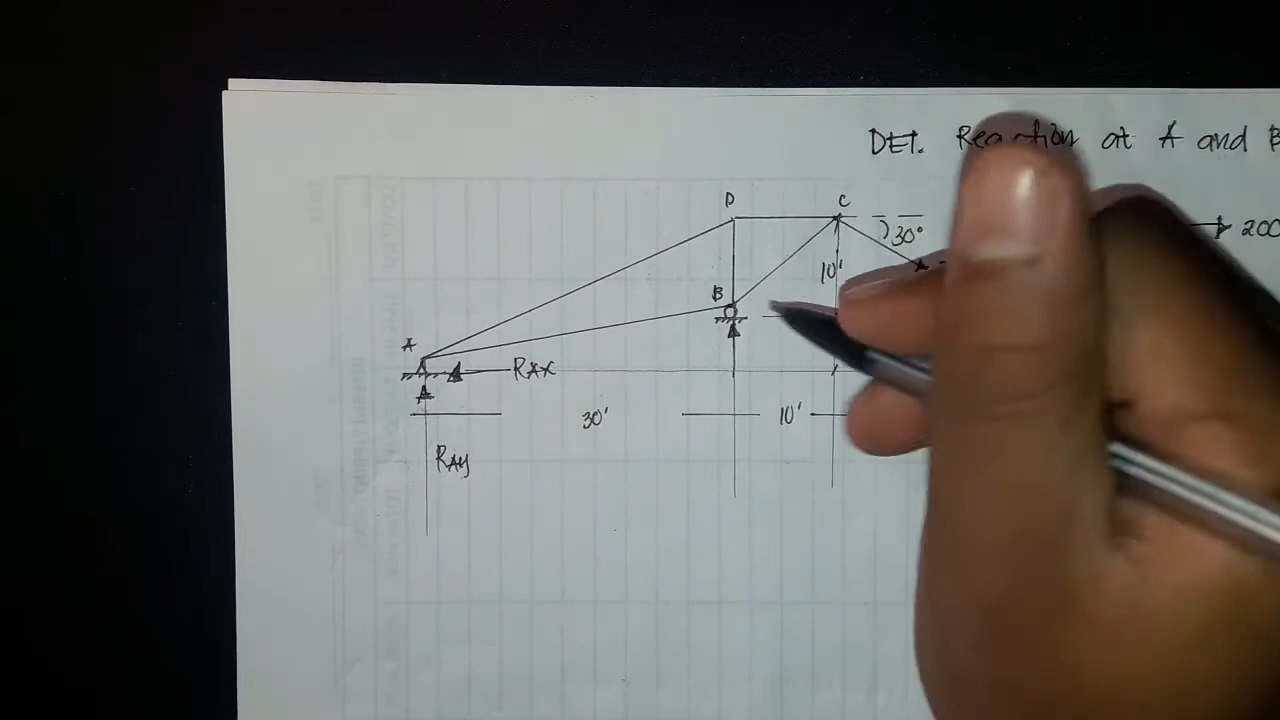 DET. Reaction at A and B
D
C
30°
200
10'
B
A
RAX
30'
10'
RAY